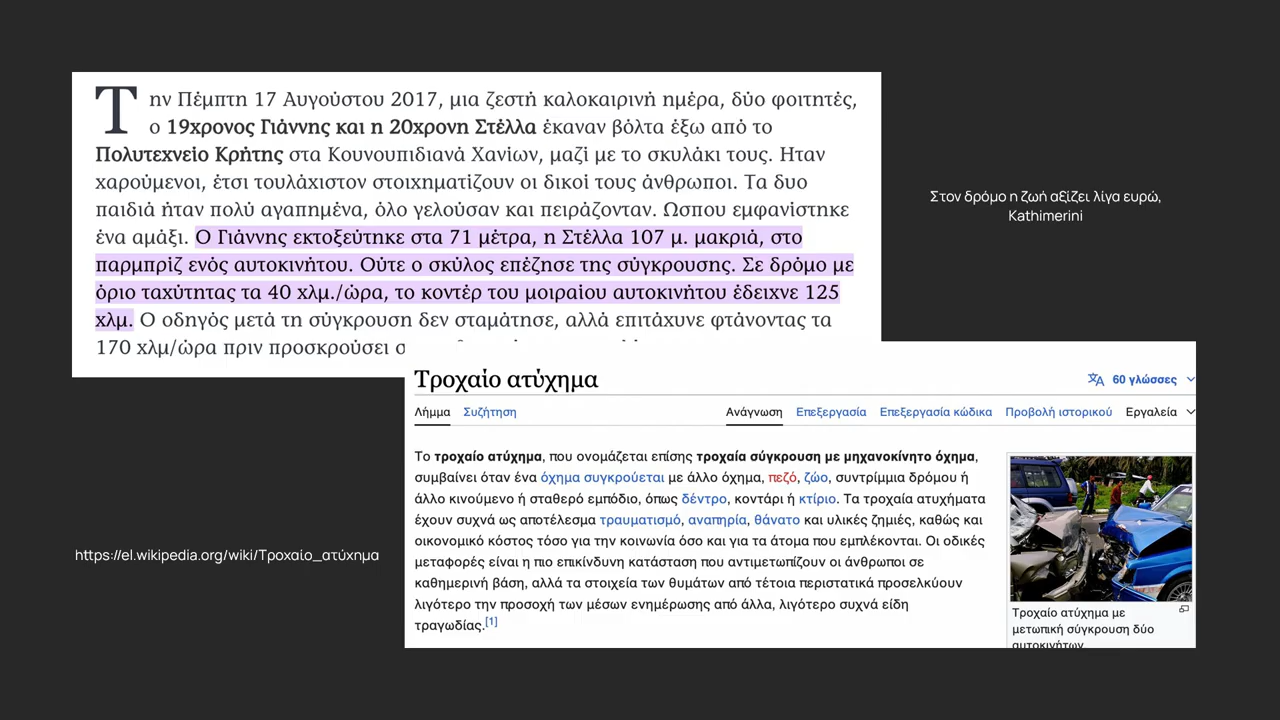 Την Πέμπτη 17 Αυγούστου 2017, μια ζεστή καλοκαιρινή ημέρα, δύο φοιτητές,
ο 19χρονος Γιάννης και η 20χρονη Στέλλα έκαναν βόλτα έξω από το
Πολυτεχνείο Κρήτης στα Κουνουπιδιανά Χανίων, μαζί με το σκυλάκι τους. Ηταν
χαρούμενοι, έτσι τουλάχιστον στοιχηματίζουν οι δικοί τους άνθρωποι. Τα δυο
παιδιά ήταν πολύ αγαπημένα, όλο γελούσαν και πειράζονταν. Ωσπου εμφανίστηκε
ένα αμάξι. Ο Γιάννης εκτοξεύτηκε στα 71 μέτρα, η Στέλλα 107 μ. μακριά, στο
παρμπρίζ ενός αυτοκινήτου. Ούτε ο σκύλος επέζησε της σύγκρουσης. Σε δρόμο με
όριο ταχύτητας τα 40 χλμ./ώρα, το κοντέρ του μοιραίου αυτοκινήτου έδειχνε 125
χλμ. Ο οδηγός μετά τη σύγκρουση δεν σταμάτησε, αλλά επιτάχυνε φτάνοντας τα
170 χλμ/ώρα πριν προσκρούσει
Στον δρόμο η ζωή αξίζει λίγα ευρώ,
Kathimerini
Τροχαίο ατύχημα
60 γλώσσες
Λήμμα Συζήτηση Ανάγνωση Επεξεργασία Επεξεργασία κώδικα Προβολή ιστορικού Εργαλεία
Το τροχαίο ατύχημα, που ονομάζεται επίσης τροχαία σύγκρουση με μηχανοκίνητο όχημα,
συμβαίνει όταν ένα όχημα συγκρούεται με άλλο όχημα, πεζό, ζώο, συντρίμμια δρόμου ή
άλλο κινούμενο ή σταθερό εμπόδιο, όπως δέντρο, κοντάρι ή κτίριο. Τα τροχαία ατυχήματα
έχουν συχνά ως αποτέλεσμα τραυματισμό, αναπηρία, θάνατο και υλικές ζημιές, καθώς και
οικονομικό κόστος τόσο για την κοινωνία όσο και για τα άτομα που εμπλέκονται. Οι οδικές
μεταφορές είναι η πιο επικίνδυνη κατάσταση που αντιμετωπίζουν οι άνθρωποι σε
καθημερινή βάση, αλλά τα στοιχεία των θυμάτων από τέτοια περιστατικά προσελκύουν
λιγότερο την προσοχή των μέσων ενημέρωσης από άλλα, λιγότερο συχνά είδη
τραγωδίας.[1]
Τροχαίο ατύχημα με
μετωπική σύγκρουση δύο
αυτοκινήτων
https://el.wikipedia.org/wiki/Τροχαίο_ατύχημα